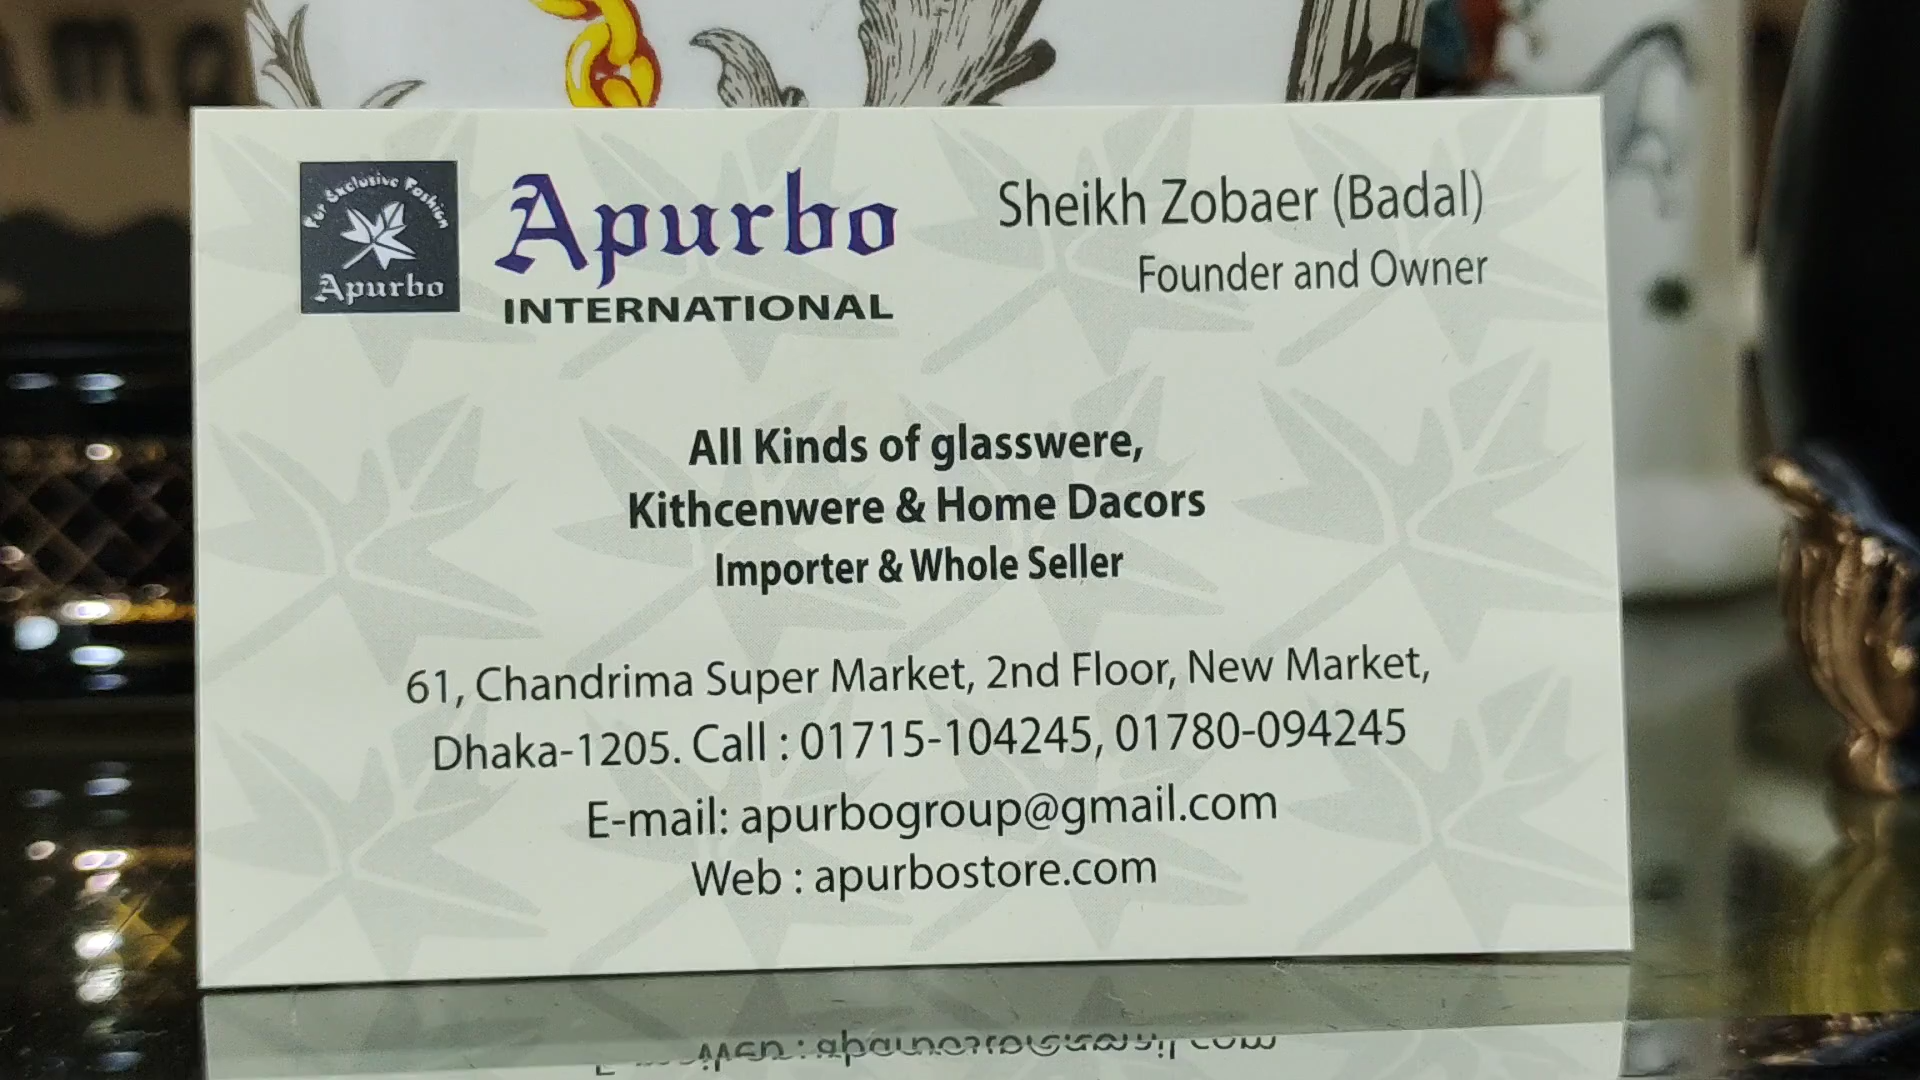 For Exclusive Fashion
Apurbo
Apurbo
INTERNATIONAL
Sheikh Zobaer (Badal)
Founder and Owner
All Kinds of glasswere,
Kithcenwere & Home Dacors
Importer & Whole Seller
61, Chandrima Super Market, 2nd Floor, New Market,
Dhaka-1205. Call : 01715-104245, 01780-094245
E-mail: apurbogroup@gmail.com
Web : apurbostore.com